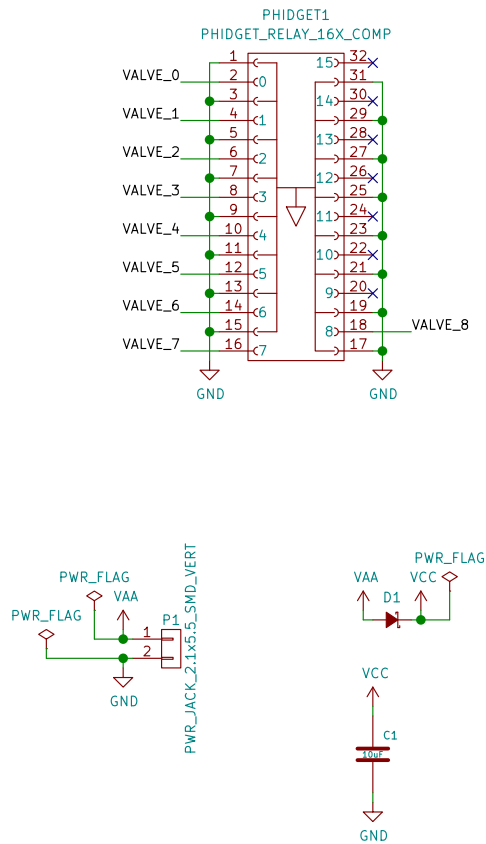 PHIDGET1
PHIDGET_RELAY_16X_COMP
1 15 32
VALVE_0 2 0 31
3 14 30
VALVE_1 4 1 29
5 13 28
VALVE_2 6 2 27
7 12 26
VALVE_3 8 3 25
9 11 24
VALVE_4 10 4 23
11 10 22
VALVE_5 12 5 21
13 9 20
VALVE_6 14 6 19
15 8 18 VALVE_8
VALVE_7 16 7 17
GND GND
PWR_FLAG
VAA
PWR_FLAG
P1
1
2
GND
PWR_JACK_2.1x5.5_SMD_VERT
PWR_FLAG
VAA VCC
D1
VCC
C1
10uF
GND